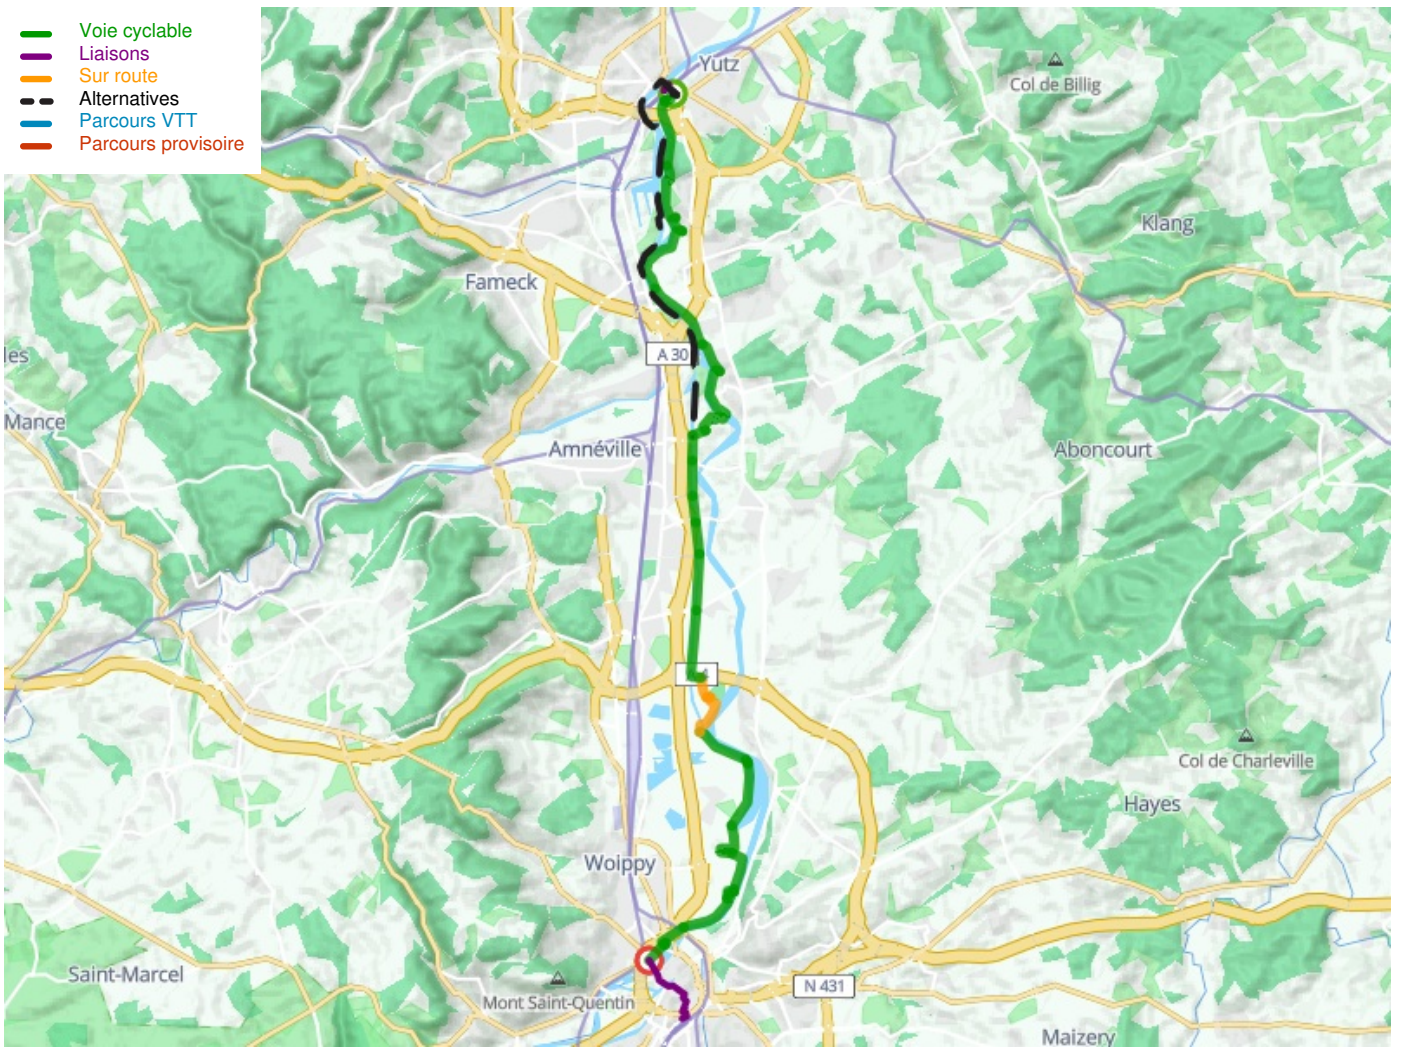 Voie cyclable
Liaisons
Sur route
Alternatives
Parcours VTT
Parcours provisoire
Yutz
Col de Billig
Klang
Fameck
A 30
les
Mance
Amnéville
Aboncourt
Col de Charleville
Hayes
Woippy
Saint-Marcel
Mont Saint-Quentin
N 431
Maizery